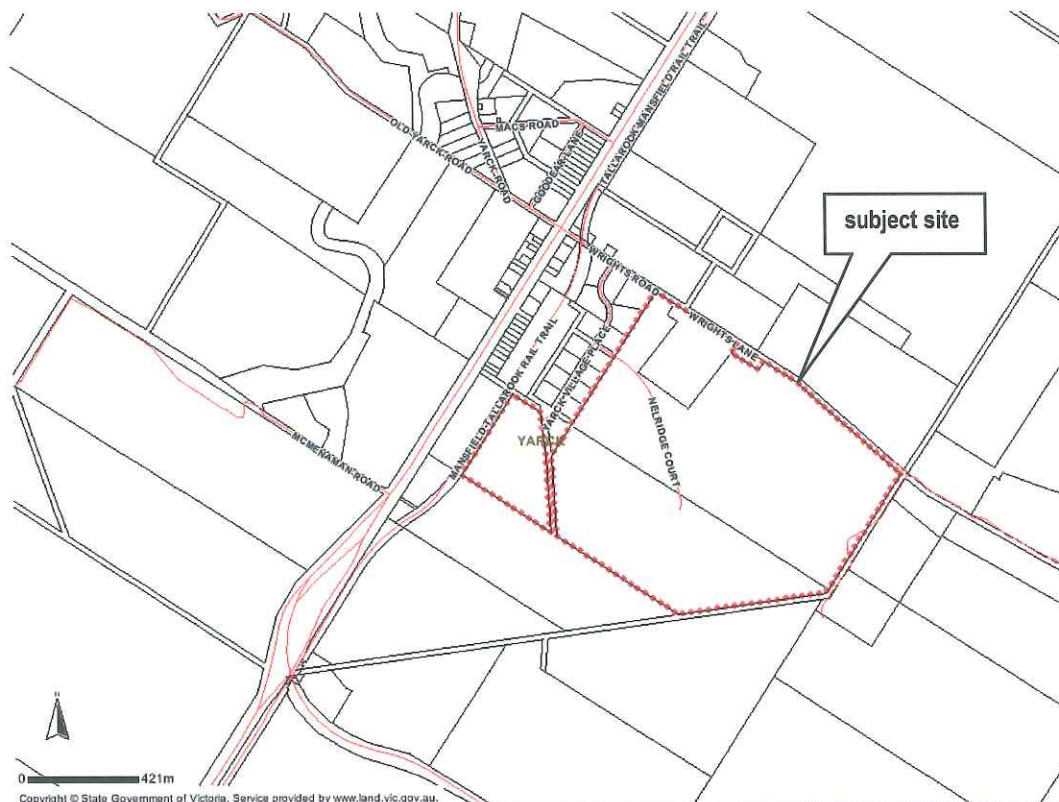 TALLAROOK MANSFIELD RAIL TRAIL
MACS ROAD
OLD YARCK ROAD
YARCK ROAD
GOODEAR LANE
subject site
WRIGHTS ROAD
WRIGHTS LANE
MANSFIELD-TALLAROOK RAIL TRAIL
YARCK VILLAGE PLACE
NELRIDGE COURT
YARCK
MCMENAMAN ROAD
N
0 421m
Copyright © State Government of Victoria. Service provided by www.land.vic.gov.au.